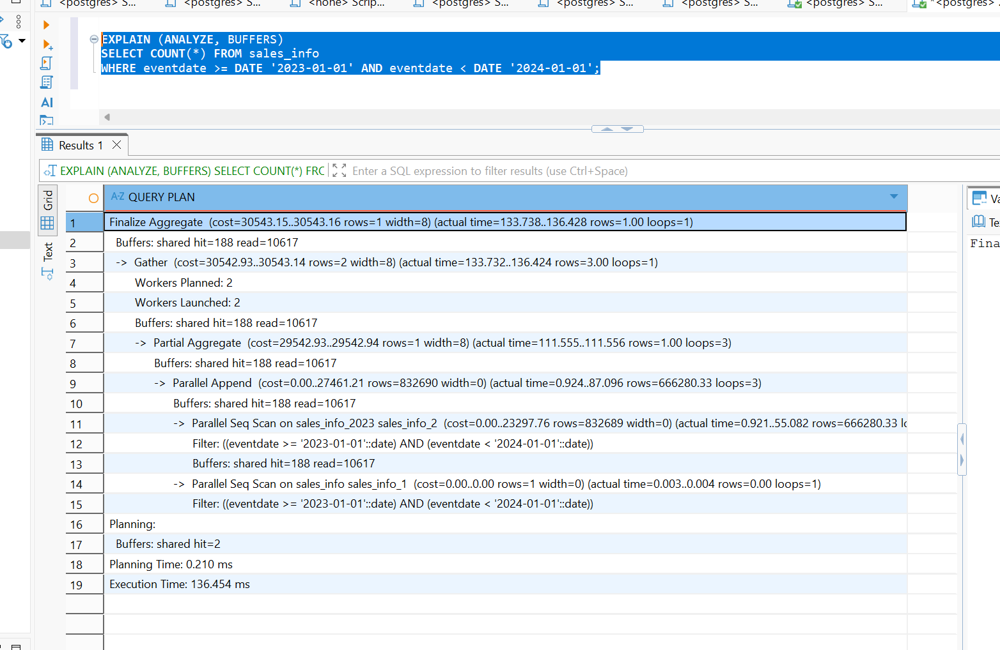 <postgres> S...
<postgres> S...
<none> Scrip...
<postgres> S...
<postgres> S...
<postgres> S...
<postgres> S...
*<postgres>
EXPLAIN (ANALYZE, BUFFERS)
SELECT COUNT(*) FROM sales_info
WHERE eventdate >= DATE '2023-01-01' AND eventdate < DATE '2024-01-01';
AI
Results 1
EXPLAIN (ANALYZE, BUFFERS) SELECT COUNT(*) FRC
Enter a SQL expression to filter results (use Ctrl+Space)
Grid
Text
A-Z QUERY PLAN
1 Finalize Aggregate (cost=30543.15..30543.16 rows=1 width=8) (actual time=133.738..136.428 rows=1.00 loops=1)
2 Buffers: shared hit=188 read=10617
3 -> Gather (cost=30542.93..30543.14 rows=2 width=8) (actual time=133.732..136.424 rows=3.00 loops=1)
4 Workers Planned: 2
5 Workers Launched: 2
6 Buffers: shared hit=188 read=10617
7 -> Partial Aggregate (cost=29542.93..29542.94 rows=1 width=8) (actual time=111.555..111.556 rows=1.00 loops=3)
8 Buffers: shared hit=188 read=10617
9 -> Parallel Append (cost=0.00..27461.21 rows=832690 width=0) (actual time=0.924..87.096 rows=666280.33 loops=3)
10 Buffers: shared hit=188 read=10617
11 -> Parallel Seq Scan on sales_info_2023 sales_info_2 (cost=0.00..23297.76 rows=832689 width=0) (actual time=0.921..55.082 rows=666280.33 lo
12 Filter: ((eventdate >= '2023-01-01'::date) AND (eventdate < '2024-01-01'::date))
13 Buffers: shared hit=188 read=10617
14 -> Parallel Seq Scan on sales_info sales_info_1 (cost=0.00..0.00 rows=1 width=0) (actual time=0.003..0.004 rows=0.00 loops=1)
15 Filter: ((eventdate >= '2023-01-01'::date) AND (eventdate < '2024-01-01'::date))
16 Planning:
17 Buffers: shared hit=2
18 Planning Time: 0.210 ms
19 Execution Time: 136.454 ms
Va
Te
Fina